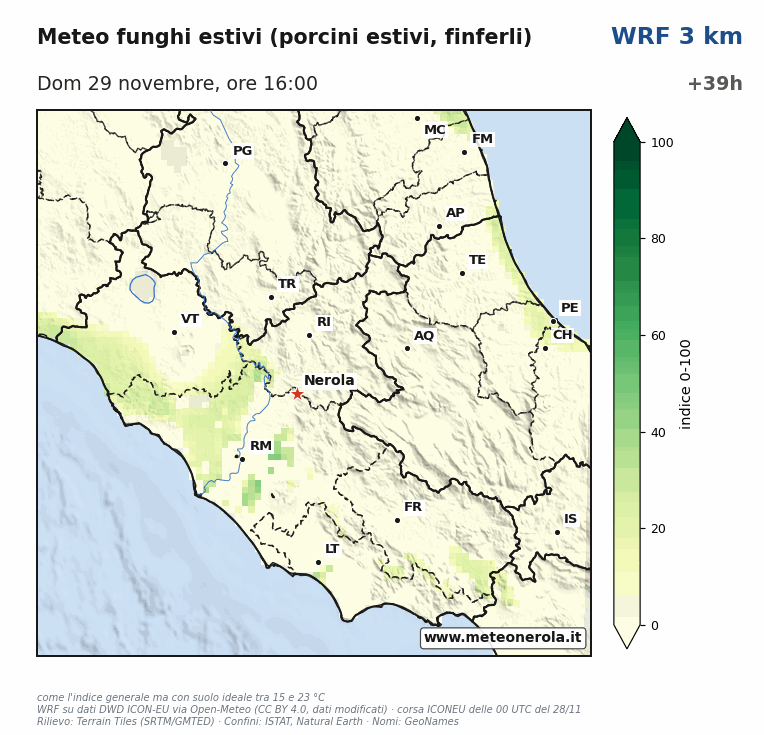 Meteo funghi estivi (porcini estivi, finferli)
WRF 3 km
Dom 29 novembre, ore 16:00
+39h
MC
FM
PG
AP
TE
TR
PE
VT
RI
AQ
CH
Nerola
RM
FR
IS
LT
www.meteonerola.it
100
80
60
40
20
0
indice 0-100
come l'indice generale ma con suolo ideale tra 15 e 23 °C
WRF su dati DWD ICON-EU via Open-Meteo (CC BY 4.0, dati modificati) · corsa ICONEU delle 00 UTC del 28/11
Rilievo: Terrain Tiles (SRTM/GMTED) · Confini: ISTAT, Natural Earth · Nomi: GeoNames